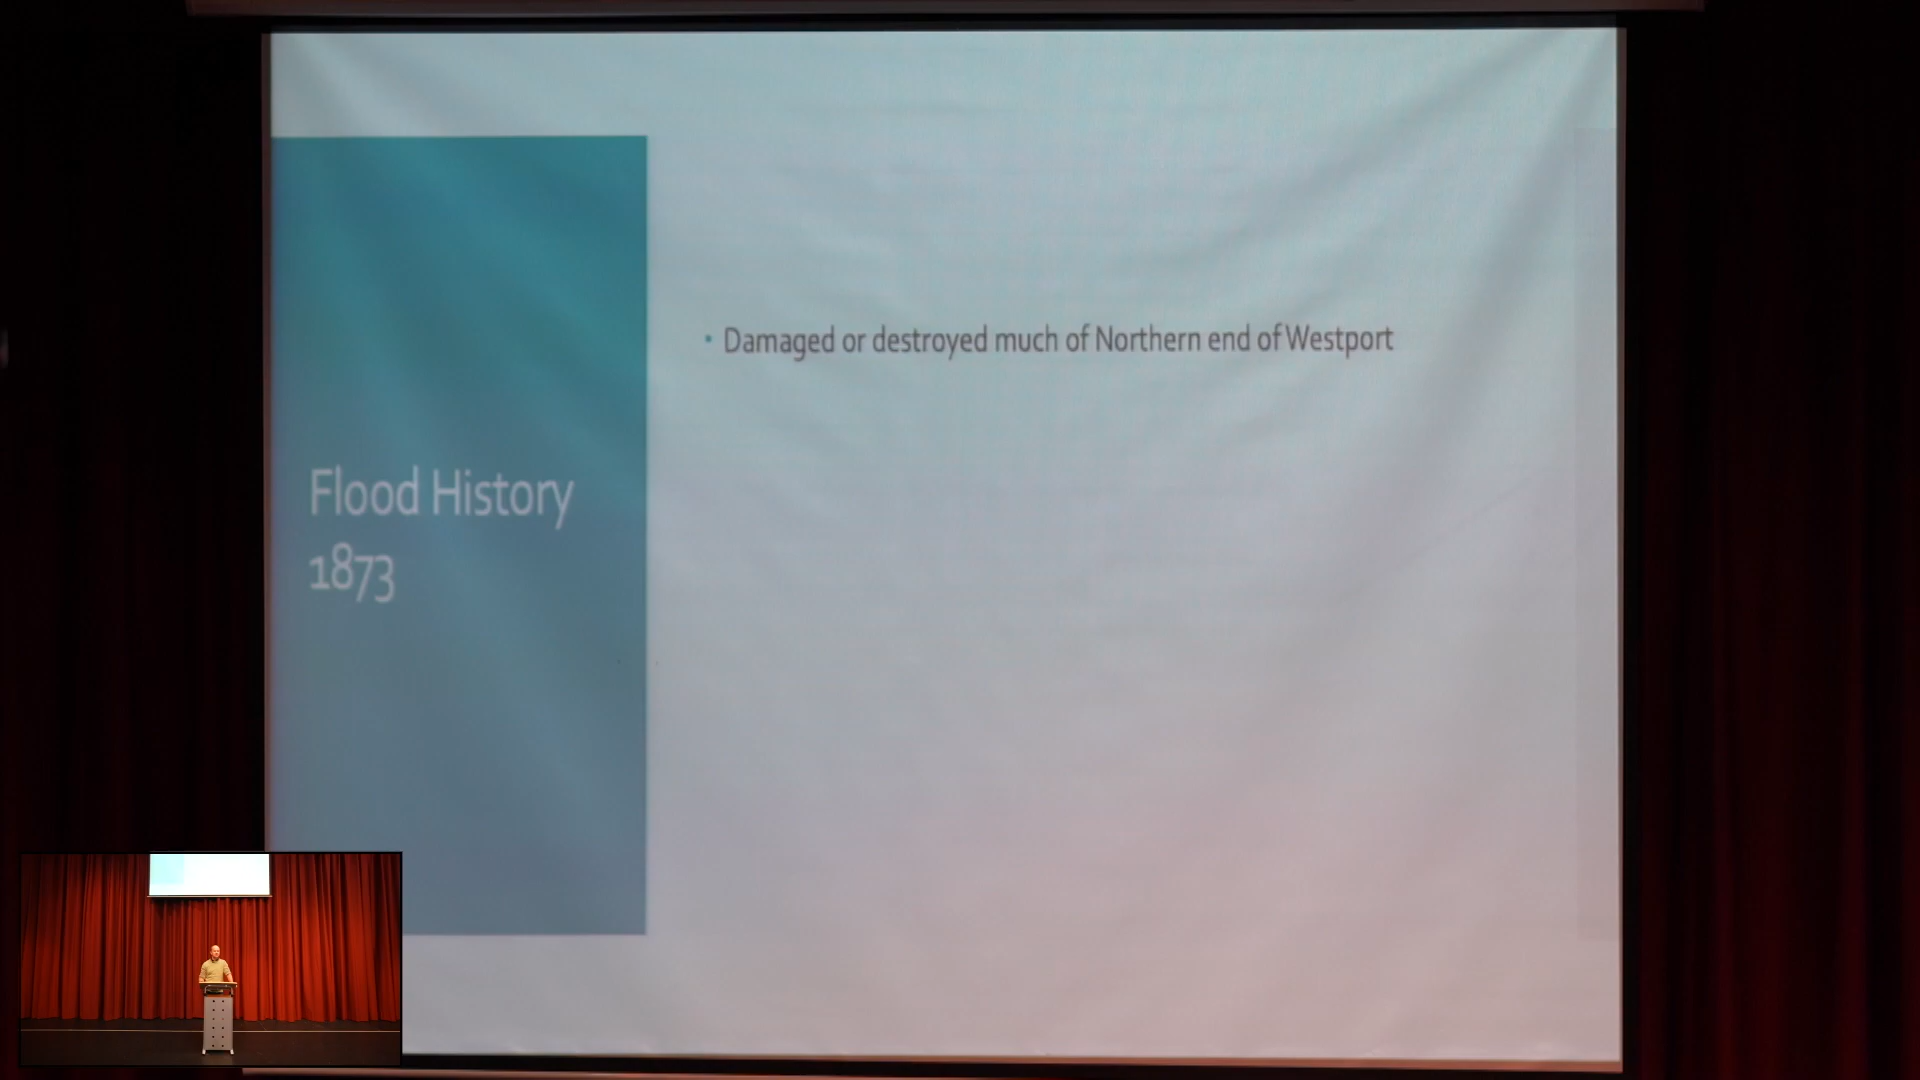 Flood History
1873
• Damaged or destroyed much of Northern end of Westport